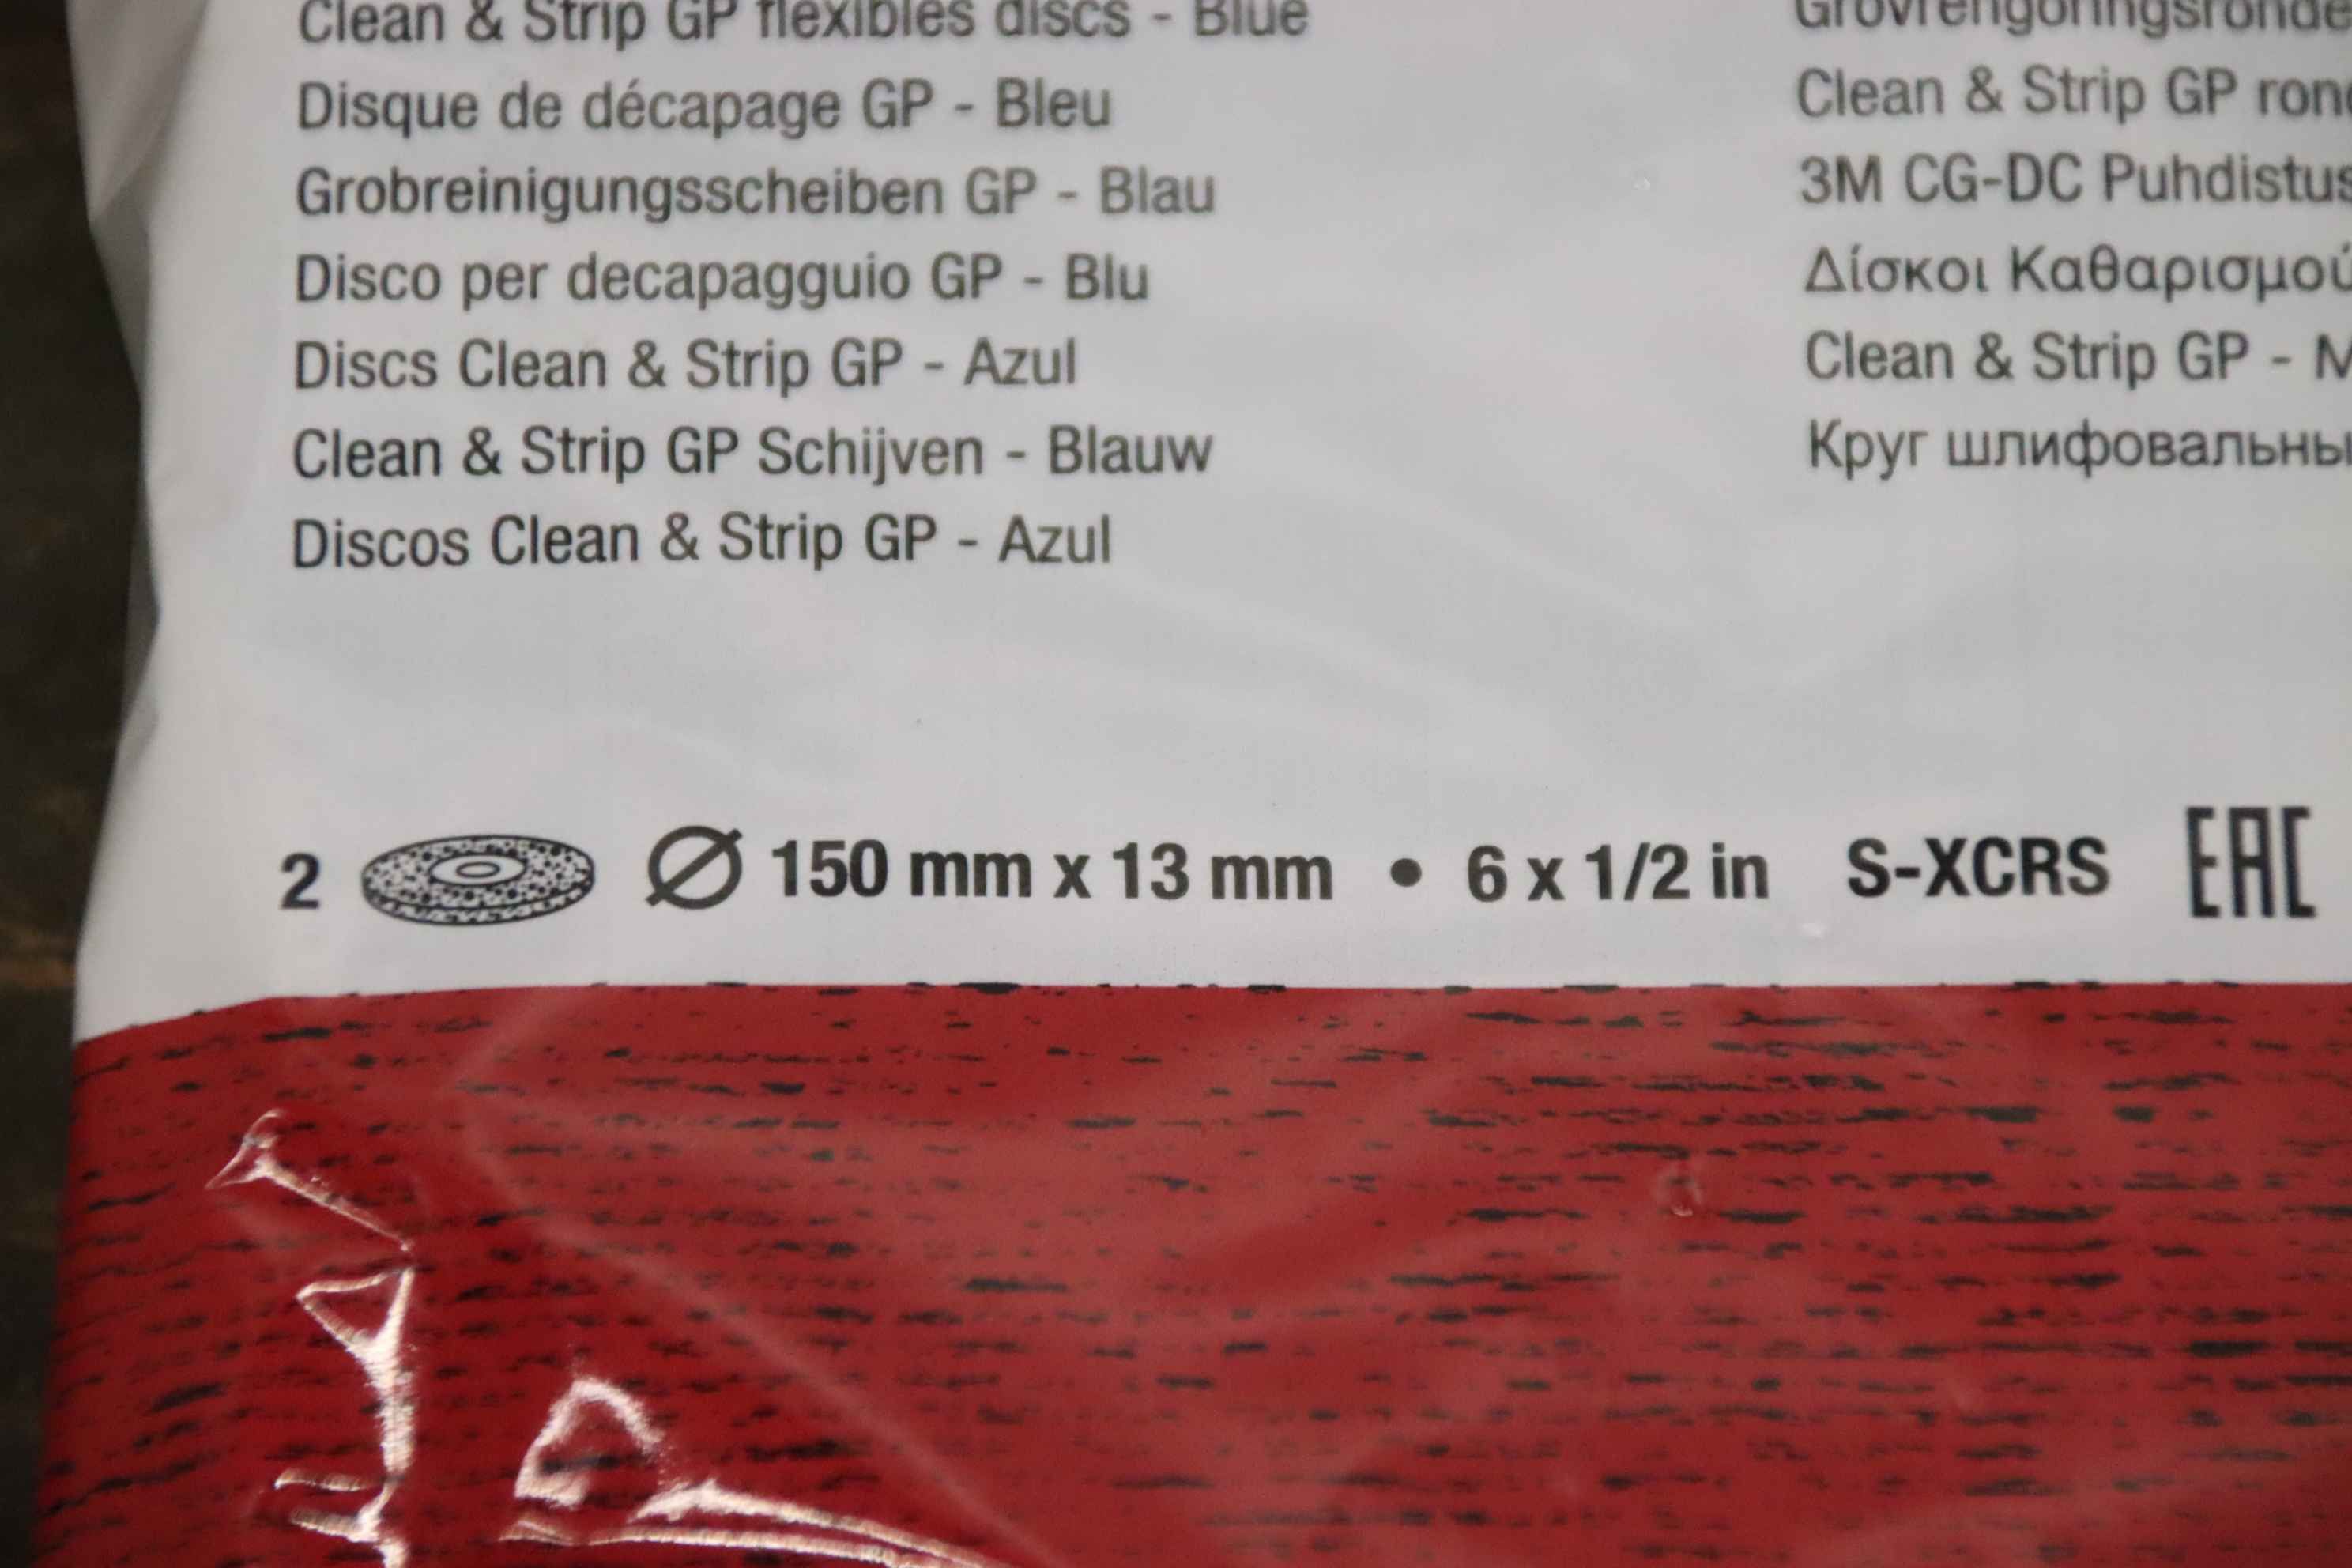 Clean & Strip GP flexibles discs - Blue
Disque de décapage GP - Bleu
Grobreinigungsscheiben GP - Blau
Disco per decapagguio GP - Blu
Discs Clean & Strip GP - Azul
Clean & Strip GP Schijven - Blauw
Discos Clean & Strip GP - Azul
Clean & Strip GP
3M CG-DC
Δίσκοι Καθαρισμού
Clean & Strip GP -
Круг
2 Ø 150 mm x 13 mm • 6 x 1/2 in S-XCRS EAC